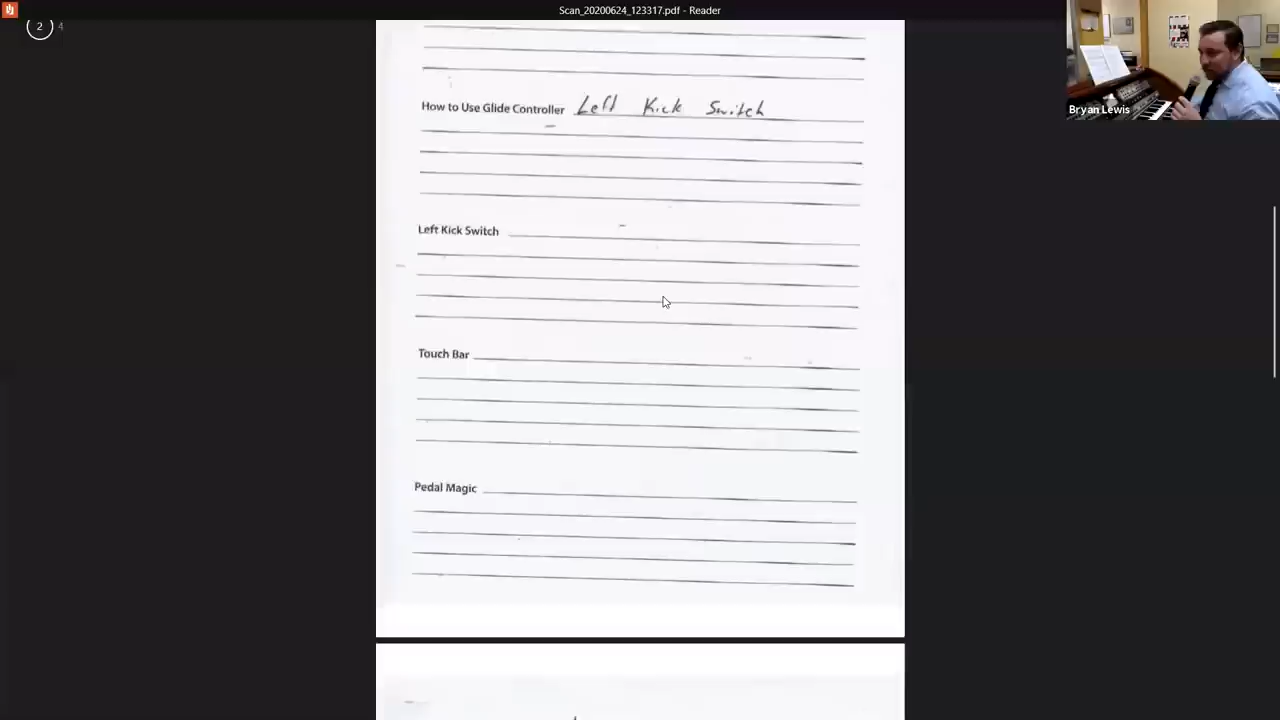 Scan_20200624_123317.pdf - Reader
2 4
Bryan Lewis
How to Use Glide Controller Left Kick Switch
Left Kick Switch
Touch Bar
Pedal Magic